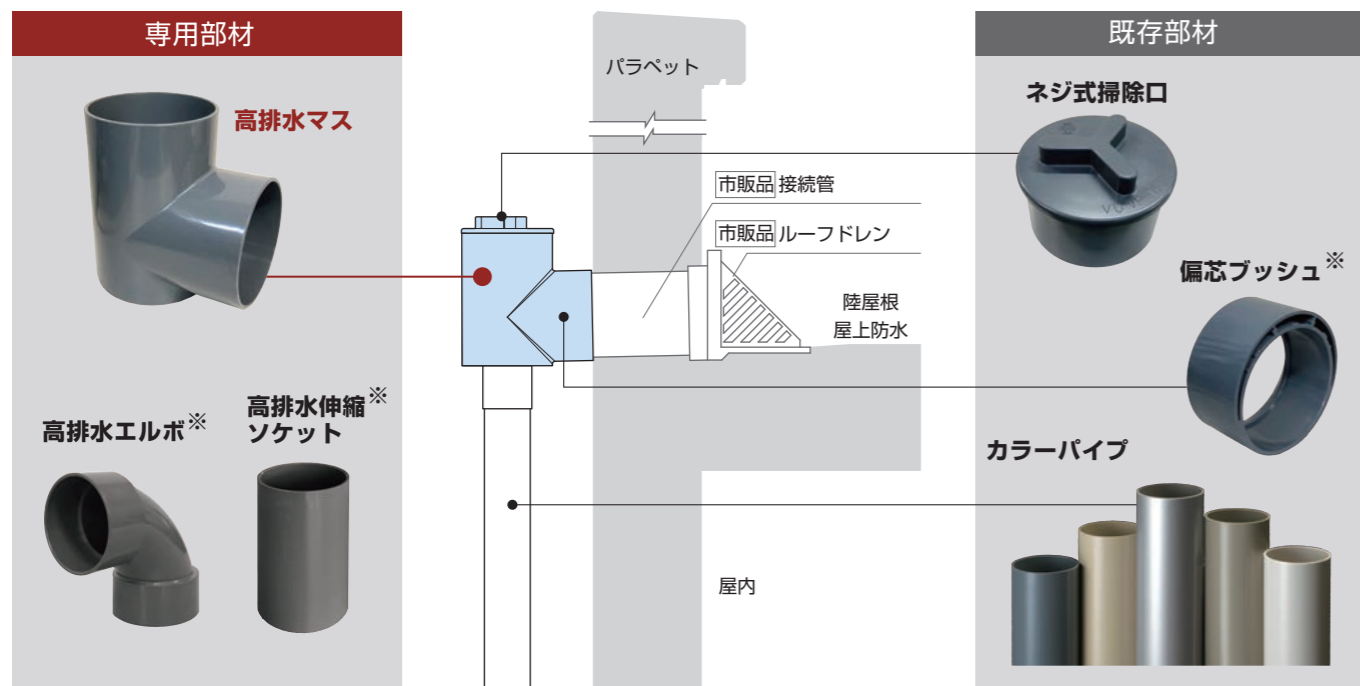 専用部材
高排水マス
高排水エルボ※
高排水伸縮※
ソケット
パラペット
市販品 接続管
市販品 ルーフドレン
陸屋根
屋上防水
屋内
既存部材
ネジ式掃除口
偏芯ブッシュ※
カラーパイプ